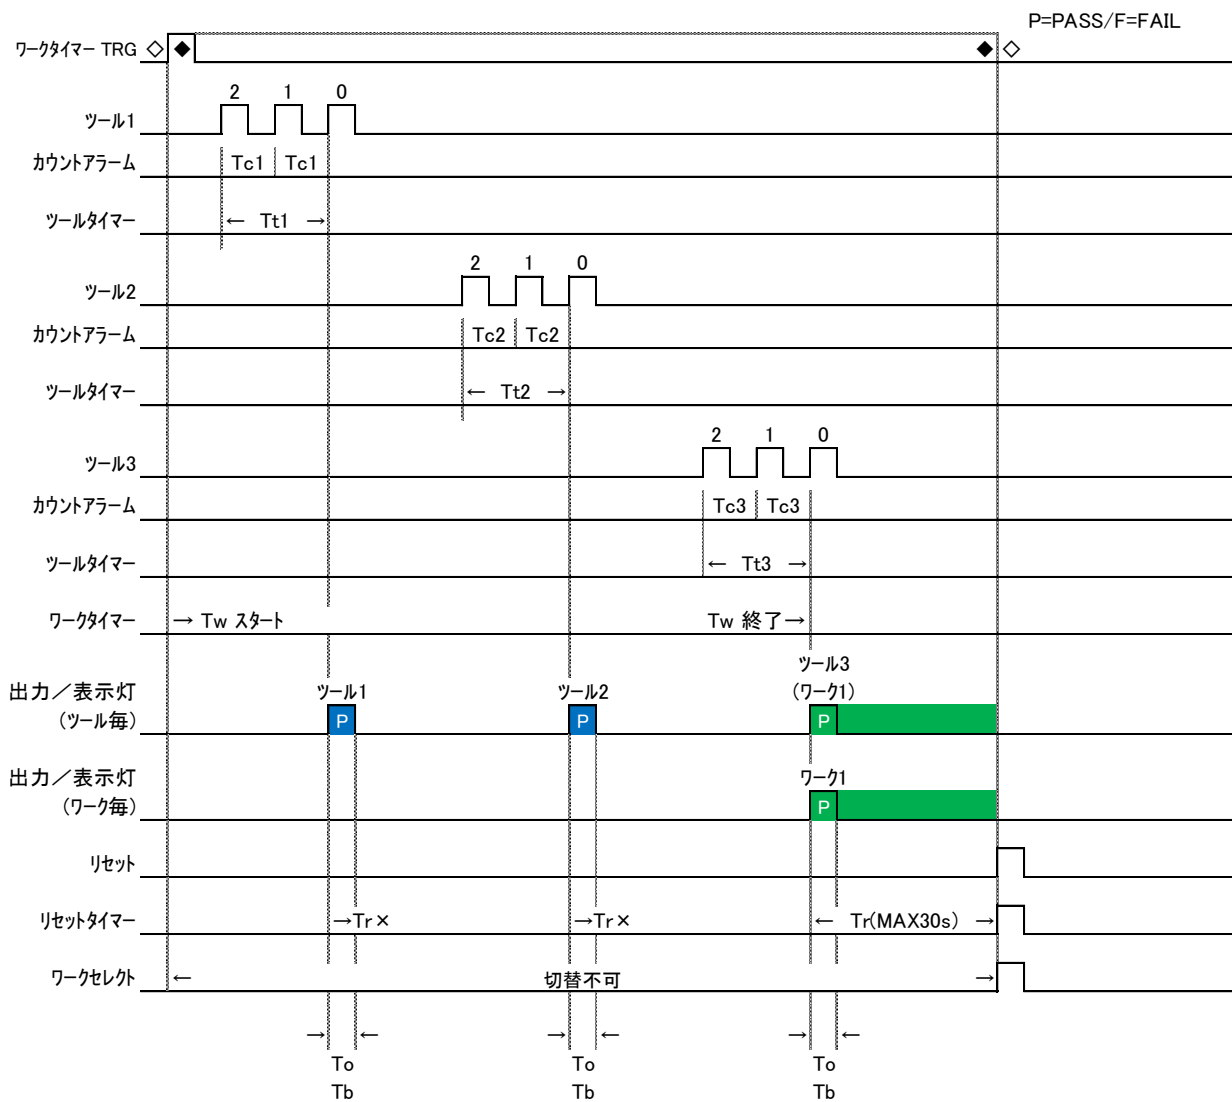 P=PASS/F=FAIL
ワークタイマー TRG ◇ ◆ ◆ ◇
2 1 0
ツール1
カウントアラーム Tc1 Tc1
ツールタイマー ← Tt1 →
2 1 0
ツール2
カウントアラーム Tc2 Tc2
ツールタイマー ← Tt2 →
2 1 0
ツール3
カウントアラーム Tc3 Tc3
ツールタイマー ← Tt3 →
ワークタイマー → Tw スタート Tw 終了→
ツール3
出力／表示灯 ツール1 ツール2 （ワーク1）
（ツール毎） P P P
出力／表示灯 ワーク1
（ワーク毎） P
リセット
リセットタイマー →Tr× →Tr× ← Tr(MAX30s) →
ワークセレクト ← 切替不可 →
→ ← → ← → ←
To To To
Tb Tb Tb